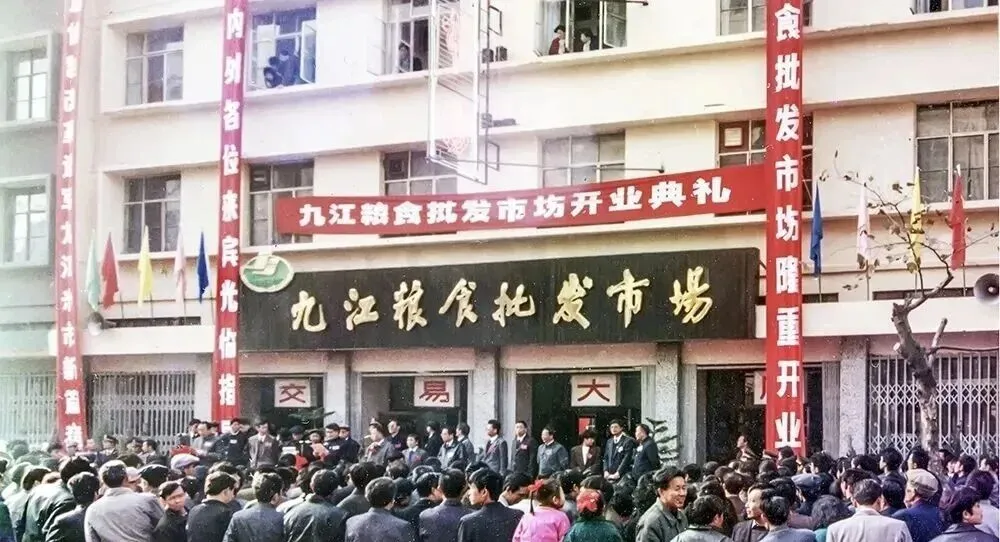 九江粮食批发市场开业典礼
九江粮食批发市場
交易大
内外各位来宾光临指
食批发市场隆重开业